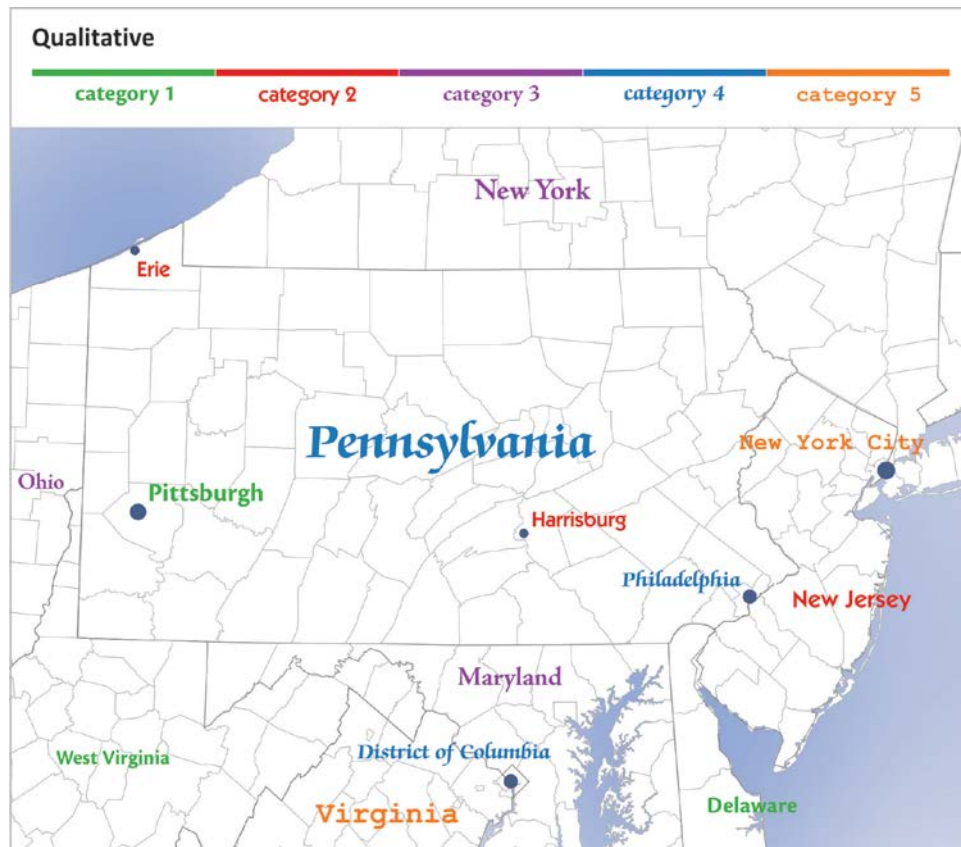 Qualitative
category 1 category 2 category 3 category 4 category 5
New York
Erie
Pennsylvania
New York City
Ohio
Pittsburgh
Harrisburg
Philadelphia
New Jersey
Maryland
District of Columbia
West Virginia
Virginia
Delaware